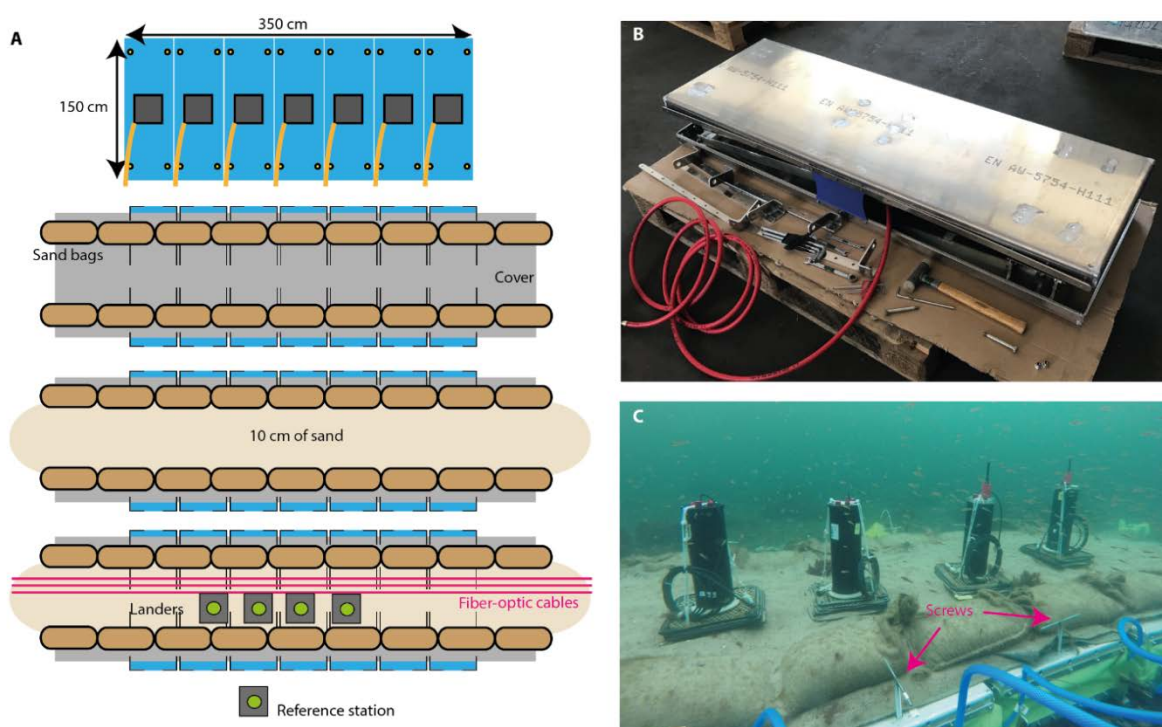 A
350 cm
150 cm
Sand bags
Cover
10 cm of sand
Landers
Fiber-optic cables
Reference station
B
EN AW-5754-H111
EN AW-5754-H111
C
Screws